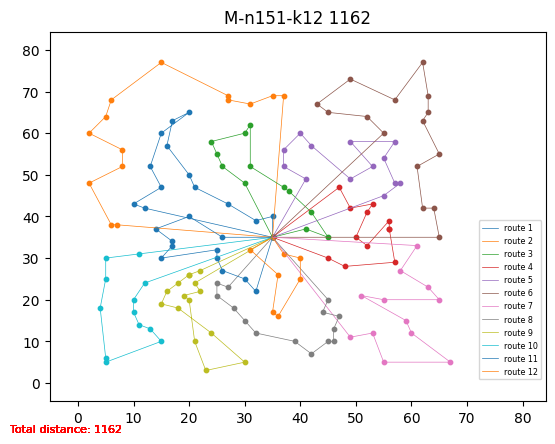 M-n151-k12 1162
80
70
60
50
40
30
20
10
0
0 10 20 30 40 50 60 70 80
route 1
route 2
route 3
route 4
route 5
route 6
route 7
route 8
route 9
route 10
route 11
route 12
Total distance: 1162